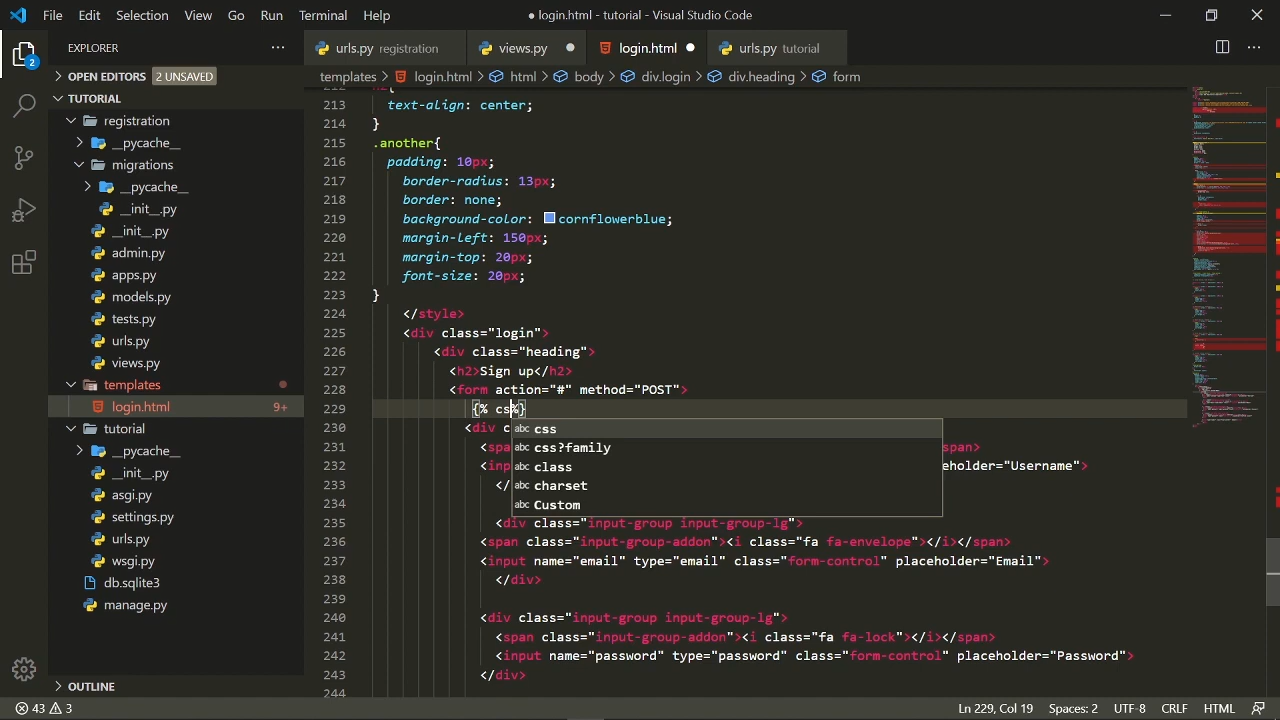 File Edit Selection View Go Run Terminal Help ● login.html - tutorial - Visual Studio Code
EXPLORER ···
urls.py registration views.py ● login.html ● urls.py tutorial ···
2
OPEN EDITORS 2 UNSAVED
templates > login.html > html > body > div.login > div.heading > form
TUTORIAL
registration
__pycache__
migrations
__pycache__
__init__.py
__init__.py
admin.py
apps.py
models.py
tests.py
urls.py
views.py
templates
login.html 9+
tutorial
__pycache__
__init__.py
asgi.py
settings.py
urls.py
wsgi.py
db.sqlite3
manage.py
OUTLINE
212 h2{
213 text-align: center;
214 }
215 .another{
216 padding: 10px;
217 border-radius: 13px;
218 border: none;
219 background-color: cornflowerblue;
220 margin-left: 150px;
221 margin-top: 20px;
222 font-size: 20px;
223 }
224 </style>
225 <div class="login">
226 <div class="heading">
227 <h2>Sign up</h2>
228 <form action="#" method="POST">
229 {% cs%}
230 <div c
231 <spa span>
232 <inp eholder="Username">
233 </
234
235 <div class="input-group input-group-lg">
236 <span class="input-group-addon"><i class="fa fa-envelope"></i></span>
237 <input name="email" type="email" class="form-control" placeholder="Email">
238 </div>
239
240 <div class="input-group input-group-lg">
241 <span class="input-group-addon"><i class="fa fa-lock"></i></span>
242 <input name="password" type="password" class="form-control" placeholder="Password">
243 </div>
244
abc css
abc css?family
abc class
abc charset
abc Custom
43 3 Ln 229, Col 19 Spaces: 2 UTF-8 CRLF HTML